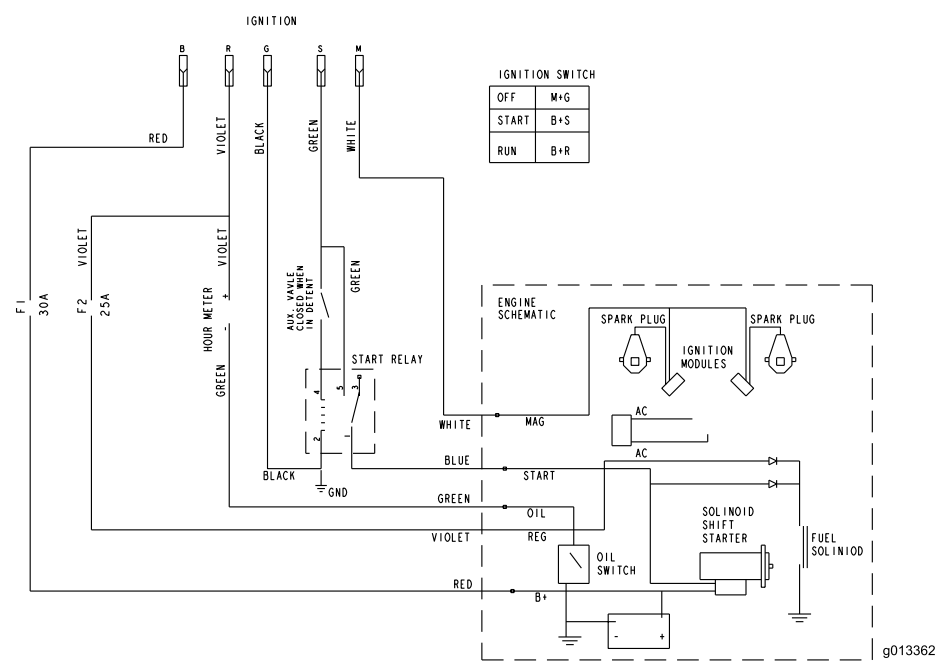 IGNITION
B R G S M
IGNITION SWITCH
OFF M+G
START B+S
RUN B+R
RED
VIOLET
BLACK
GREEN
WHITE
VIOLET
VIOLET
GREEN
F1
30A
F2
25A
HOUR METER
+
-
AUX. VAVLE
CLOSED WHEN
IN DETENT
GREEN
START RELAY
4
5
3
2
1
BLACK
GND
ENGINE
SCHEMATIC
SPARK PLUG
SPARK PLUG
IGNITION
MODULES
WHITE
MAG
AC
AC
BLUE
START
GREEN
OIL
VIOLET
REG
SOLINOID
SHIFT
STARTER
FUEL
SOLINIOD
OIL
SWITCH
RED
B+
- +
g013362